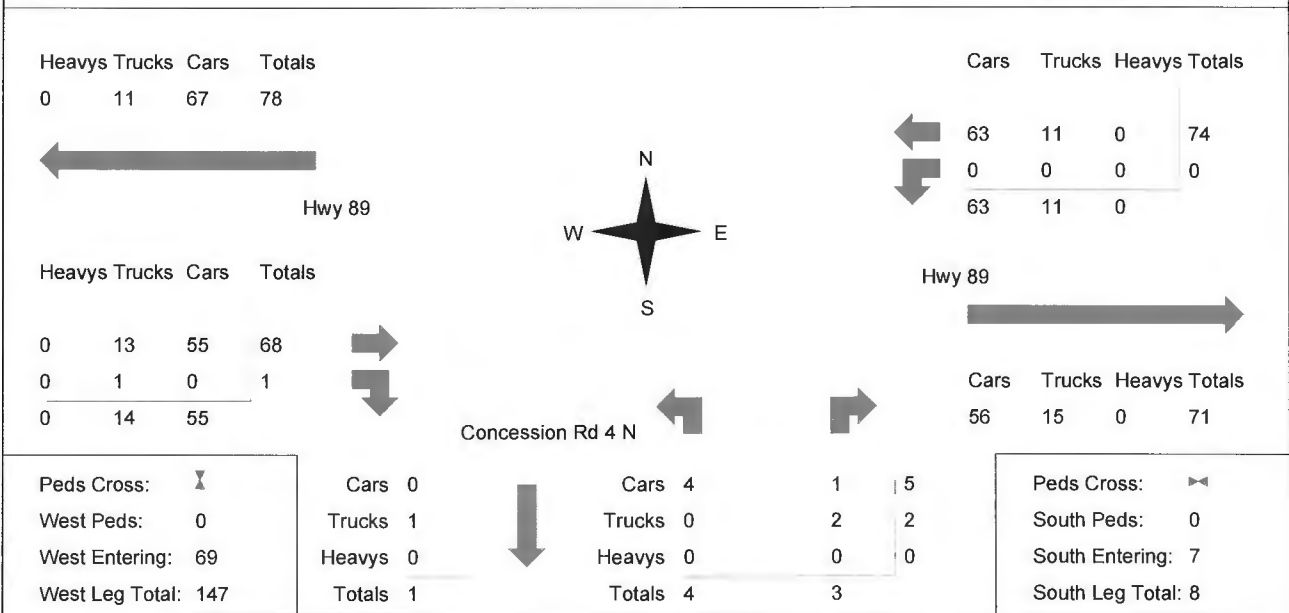 Heavys Trucks Cars Totals
0 11 67 78
Hwy 89
Heavys Trucks Cars Totals
0 13 55 68
0 1 0 1
0 14 55
N
W E
S
Cars Trucks Heavys Totals
63 11 0 74
0 0 0 0
63 11 0
Hwy 89
Cars Trucks Heavys Totals
56 15 0 71
Concession Rd 4 N
Peds Cross:
West Peds: 0
West Entering: 69
West Leg Total: 147
Cars 0
Trucks 1
Heavys 0
Totals 1
Cars 4 1 5
Trucks 0 2 2
Heavys 0 0 0
Totals 4 3
Peds Cross:
South Peds: 0
South Entering: 7
South Leg Total: 8